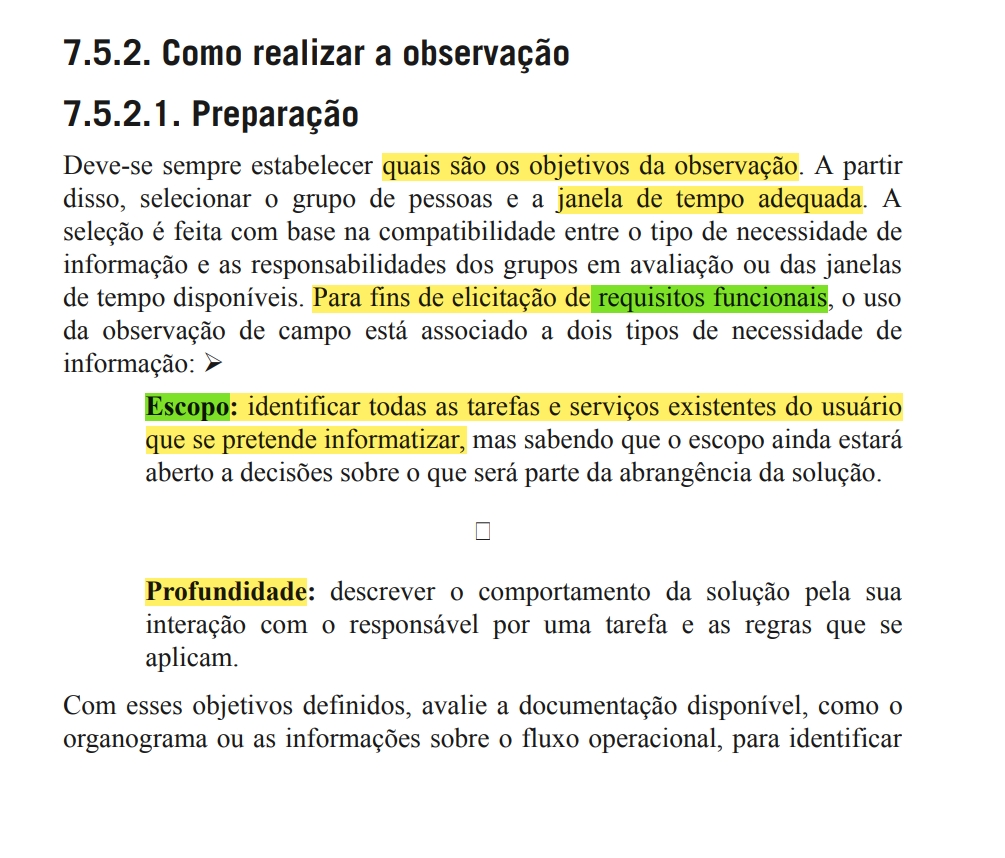 7.5.2. Como realizar a observação
7.5.2.1. Preparação
Deve-se sempre estabelecer quais são os objetivos da observação. A partir
disso, selecionar o grupo de pessoas e a janela de tempo adequada. A
seleção é feita com base na compatibilidade entre o tipo de necessidade de
informação e as responsabilidades dos grupos em avaliação ou das janelas
de tempo disponíveis. Para fins de elicitação de requisitos funcionais, o uso
da observação de campo está associado a dois tipos de necessidade de
informação: ➢
Escopo: identificar todas as tarefas e serviços existentes do usuário
que se pretende informatizar, mas sabendo que o escopo ainda estará
aberto a decisões sobre o que será parte da abrangência da solução.
Profundidade: descrever o comportamento da solução pela sua
interação com o responsável por uma tarefa e as regras que se
aplicam.
Com esses objetivos definidos, avalie a documentação disponível, como o
organograma ou as informações sobre o fluxo operacional, para identificar